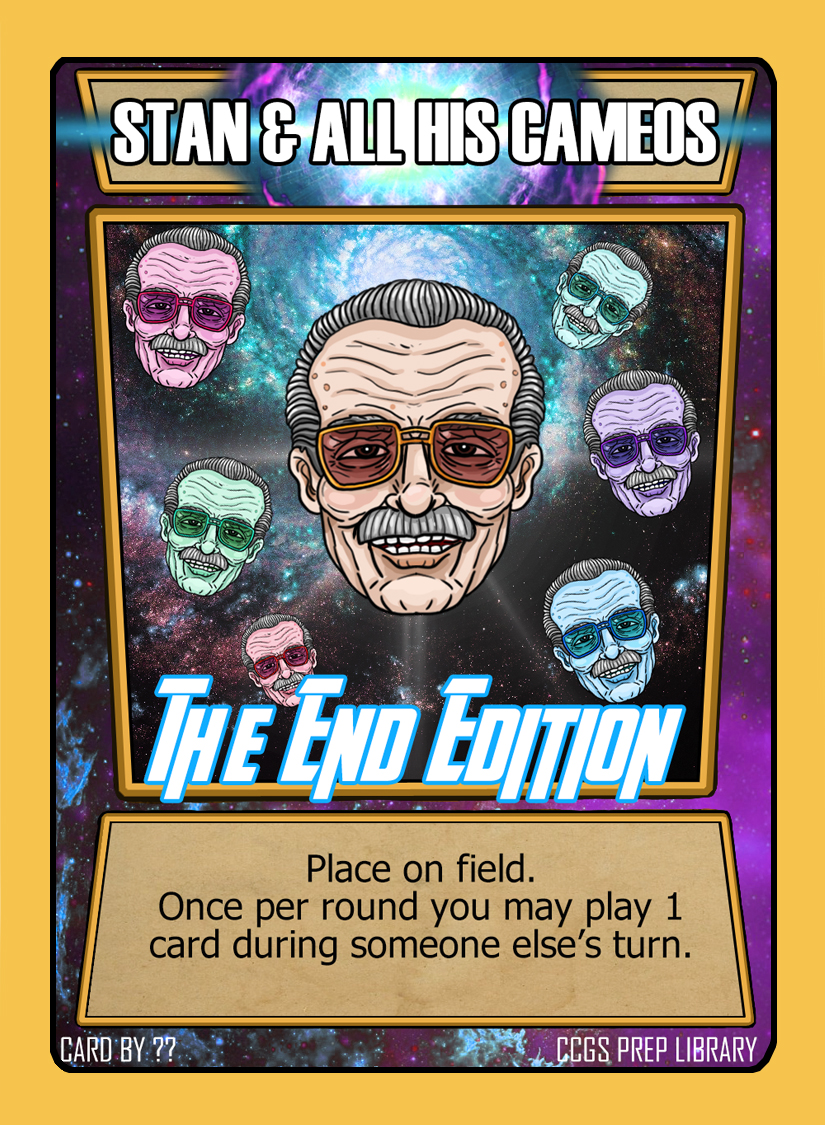 STAN & ALL HIS CAMEOS
THE END EDITION
Place on field.
Once per round you may play 1
card during someone else's turn.
CARD BY ??
CCGS PREP LIBRARY